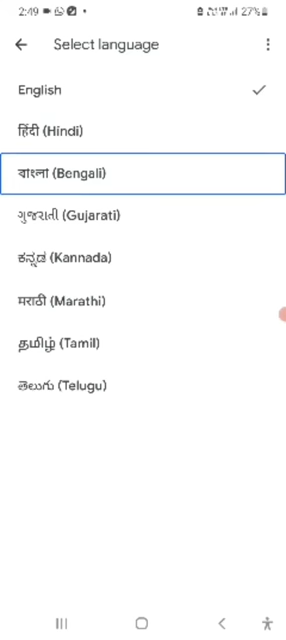 2:49
27%
Select language
English
हिंदी (Hindi)
বাংলা (Bengali)
ગુજરાતી (Gujarati)
ಕನ್ನಡ (Kannada)
मराठी (Marathi)
தமிழ் (Tamil)
తెలుగు (Telugu)